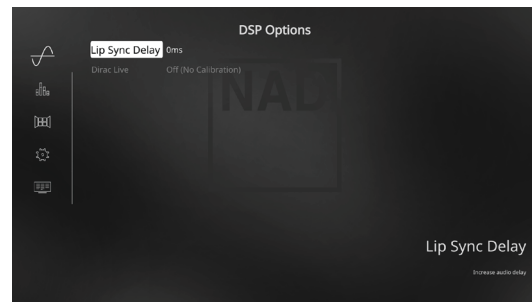 DSP Options
Lip Sync Delay 0ms
Dirac Live Off (No Calibration)
NAD
Lip Sync Delay
Increase audio delay